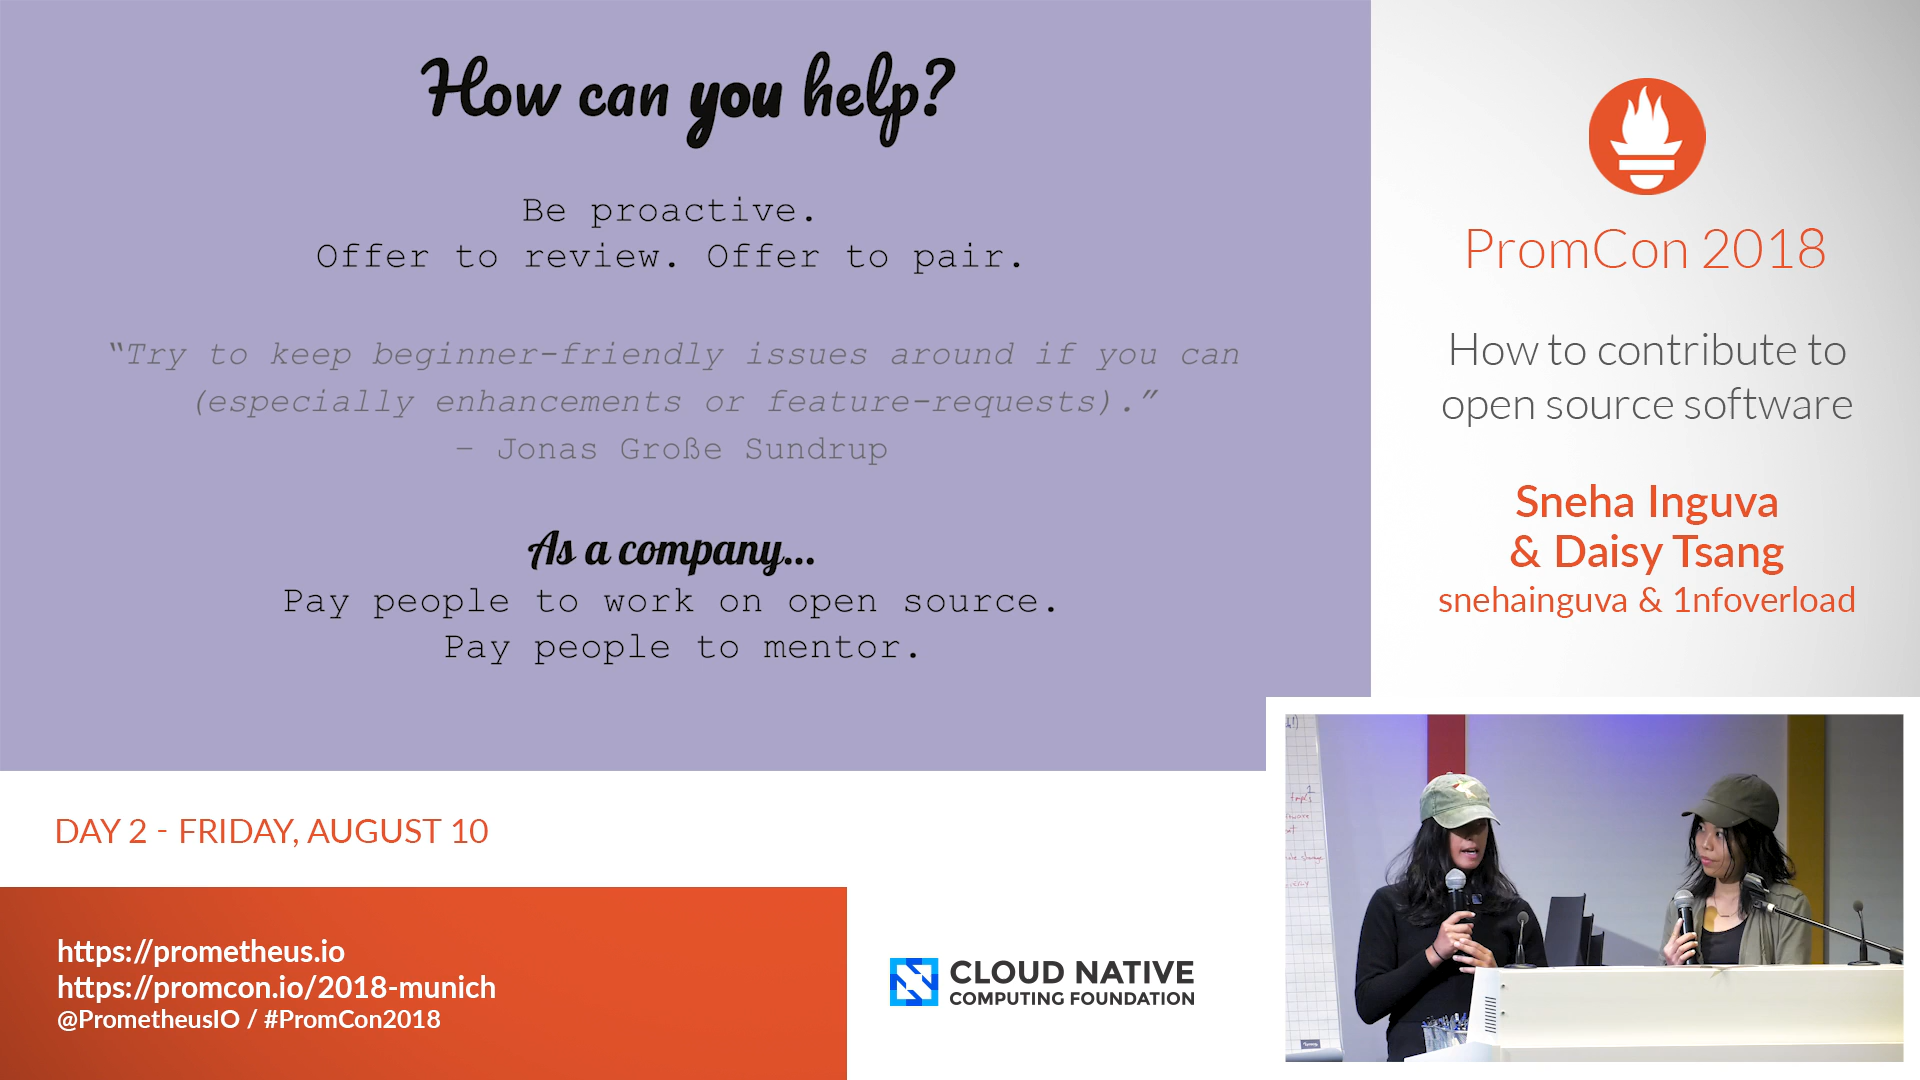 How can you help?
Be proactive.
Offer to review. Offer to pair.
“Try to keep beginner-friendly issues around if you can
(especially enhancements or feature-requests).”
– Jonas Große Sundrup
As a company...
Pay people to work on open source.
Pay people to mentor.
PromCon 2018
How to contribute to
open source software
Sneha Inguva
& Daisy Tsang
snehainguva & 1nfoverload
DAY 2 - FRIDAY, AUGUST 10
https://prometheus.io
https://promcon.io/2018-munich
@PrometheusIO / #PromCon2018
CLOUD NATIVE
COMPUTING FOUNDATION